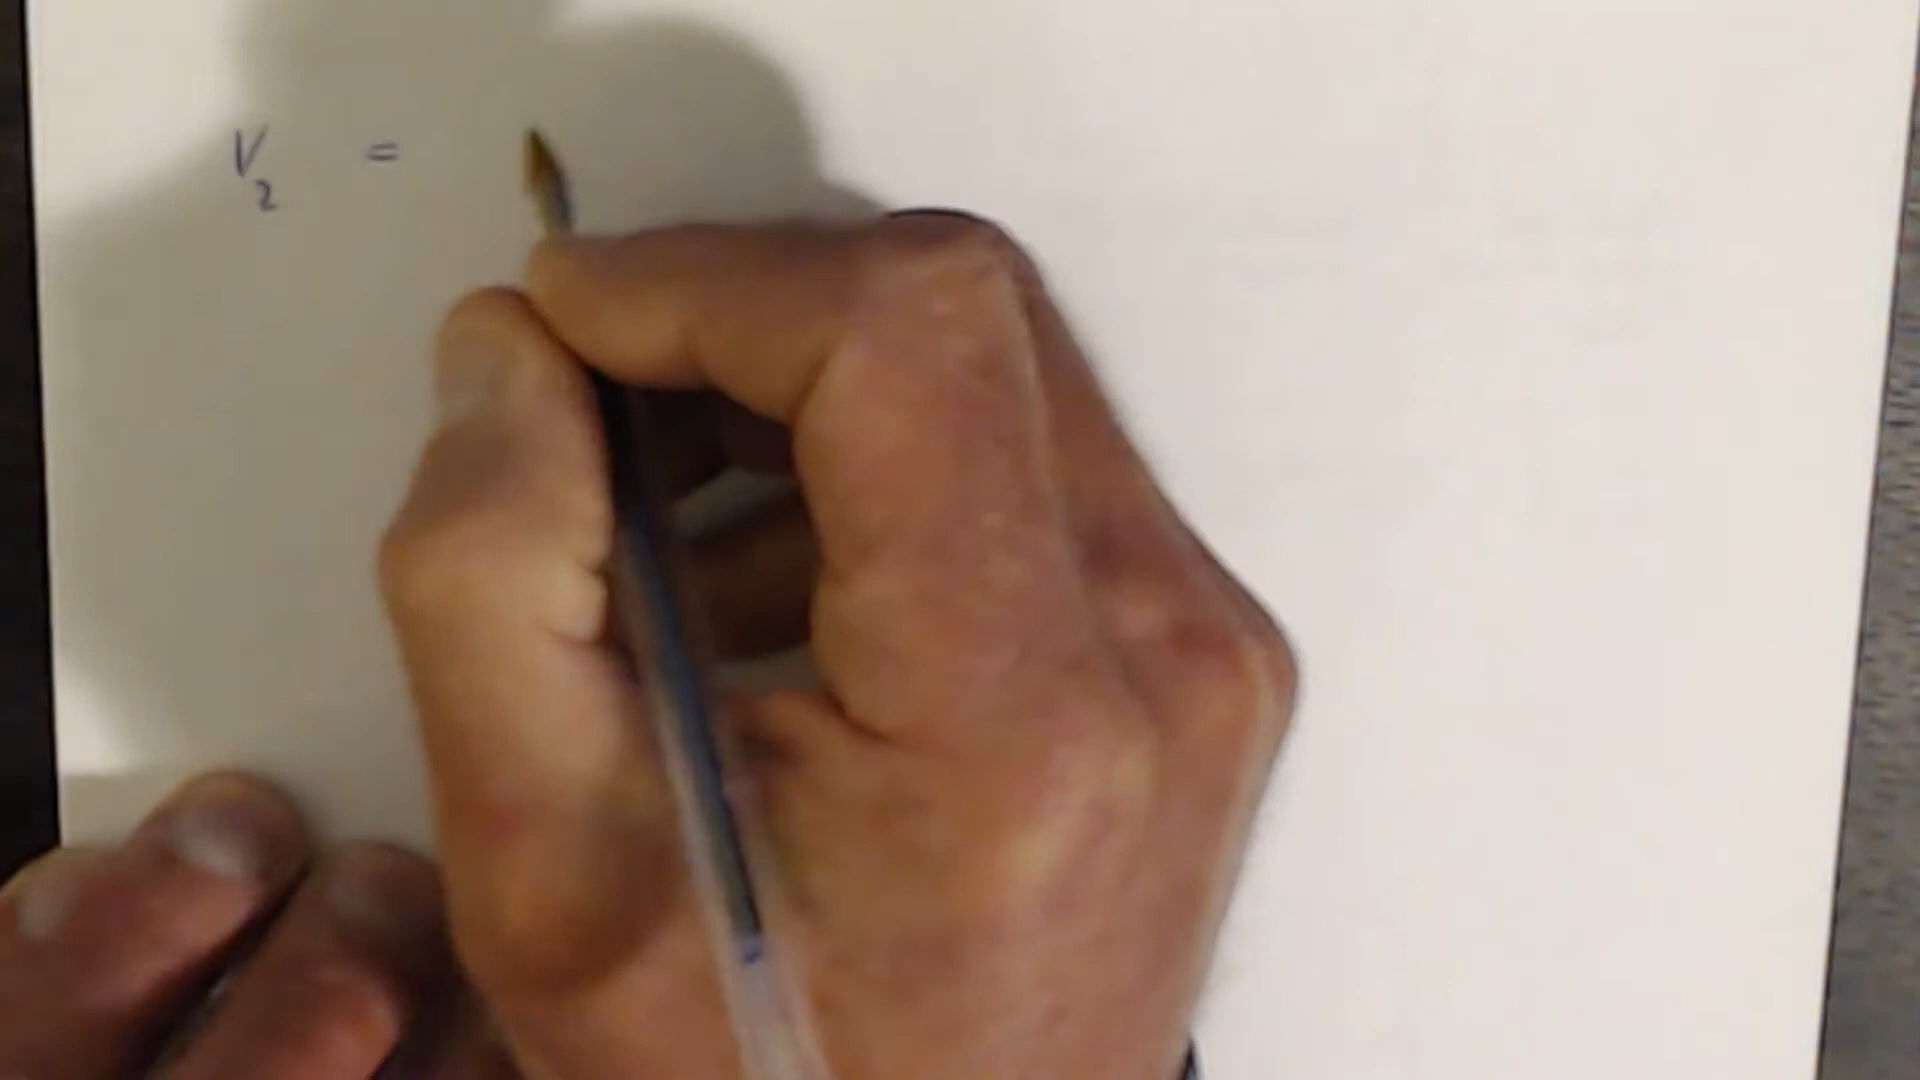 V₂ =